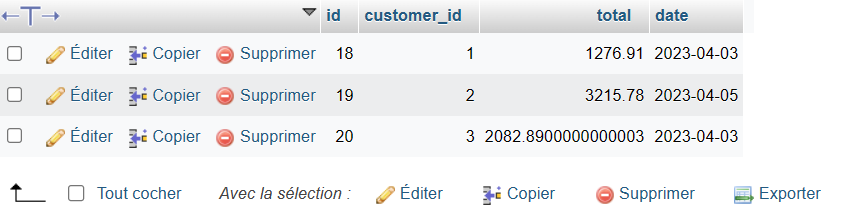 id customer_id total date
Éditer Copier Supprimer 18 1 1276.91 2023-04-03
Éditer Copier Supprimer 19 2 3215.78 2023-04-05
Éditer Copier Supprimer 20 3 2082.8900000000003 2023-04-03
Tout cocher Avec la sélection : Éditer Copier Supprimer Exporter